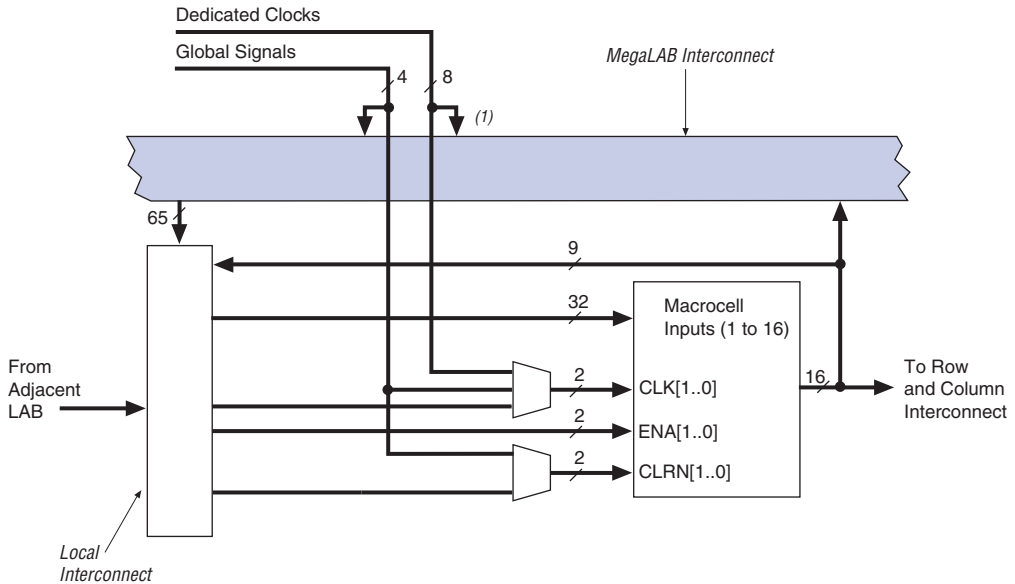 Dedicated Clocks
Global Signals
MegaLAB Interconnect
4
8
(1)
65
9
32
Macrocell
Inputs (1 to 16)
From
Adjacent
LAB
2
CLK[1..0]
16
To Row
and Column
Interconnect
2
ENA[1..0]
2
CLRN[1..0]
Local
Interconnect